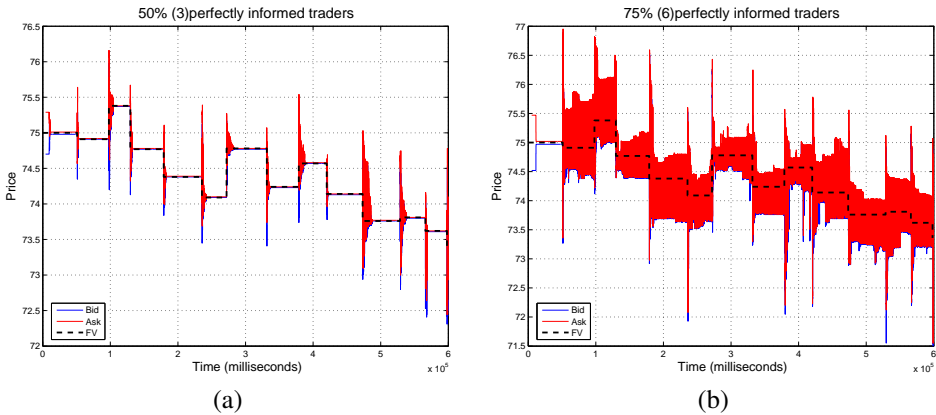 50% (3)perfectly informed traders
76.5
76
75.5
75
74.5
74
73.5
73
72.5
72
Price
Bid
Ask
FV
0 1 2 3 4 5 6
x 10^5
Time (milliseconds)
(a)
75% (6)perfectly informed traders
77
76.5
76
75.5
75
74.5
74
73.5
73
72.5
72
71.5
Price
Bid
Ask
FV
0 1 2 3 4 5 6
x 10^5
Time (milliseconds)
(b)